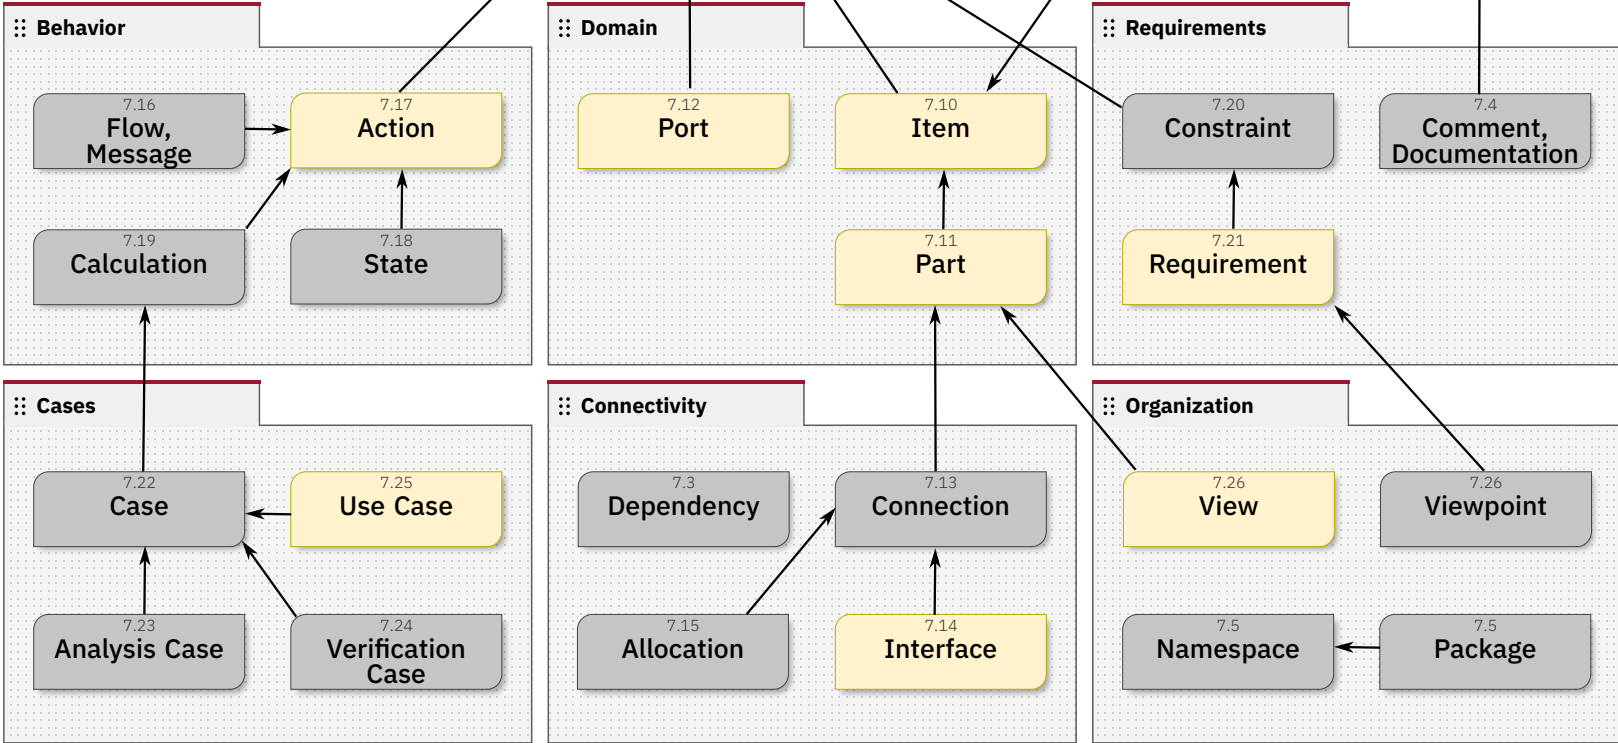 Behavior
7.16
Flow,
Message
7.17
Action
7.19
Calculation
7.18
State
Domain
7.12
Port
7.10
Item
7.11
Part
Requirements
7.20
Constraint
7.4
Comment,
Documentation
7.21
Requirement
Cases
7.22
Case
7.25
Use Case
7.23
Analysis Case
7.24
Verification
Case
Connectivity
7.3
Dependency
7.13
Connection
7.15
Allocation
7.14
Interface
Organization
7.26
View
7.26
Viewpoint
7.5
Namespace
7.5
Package